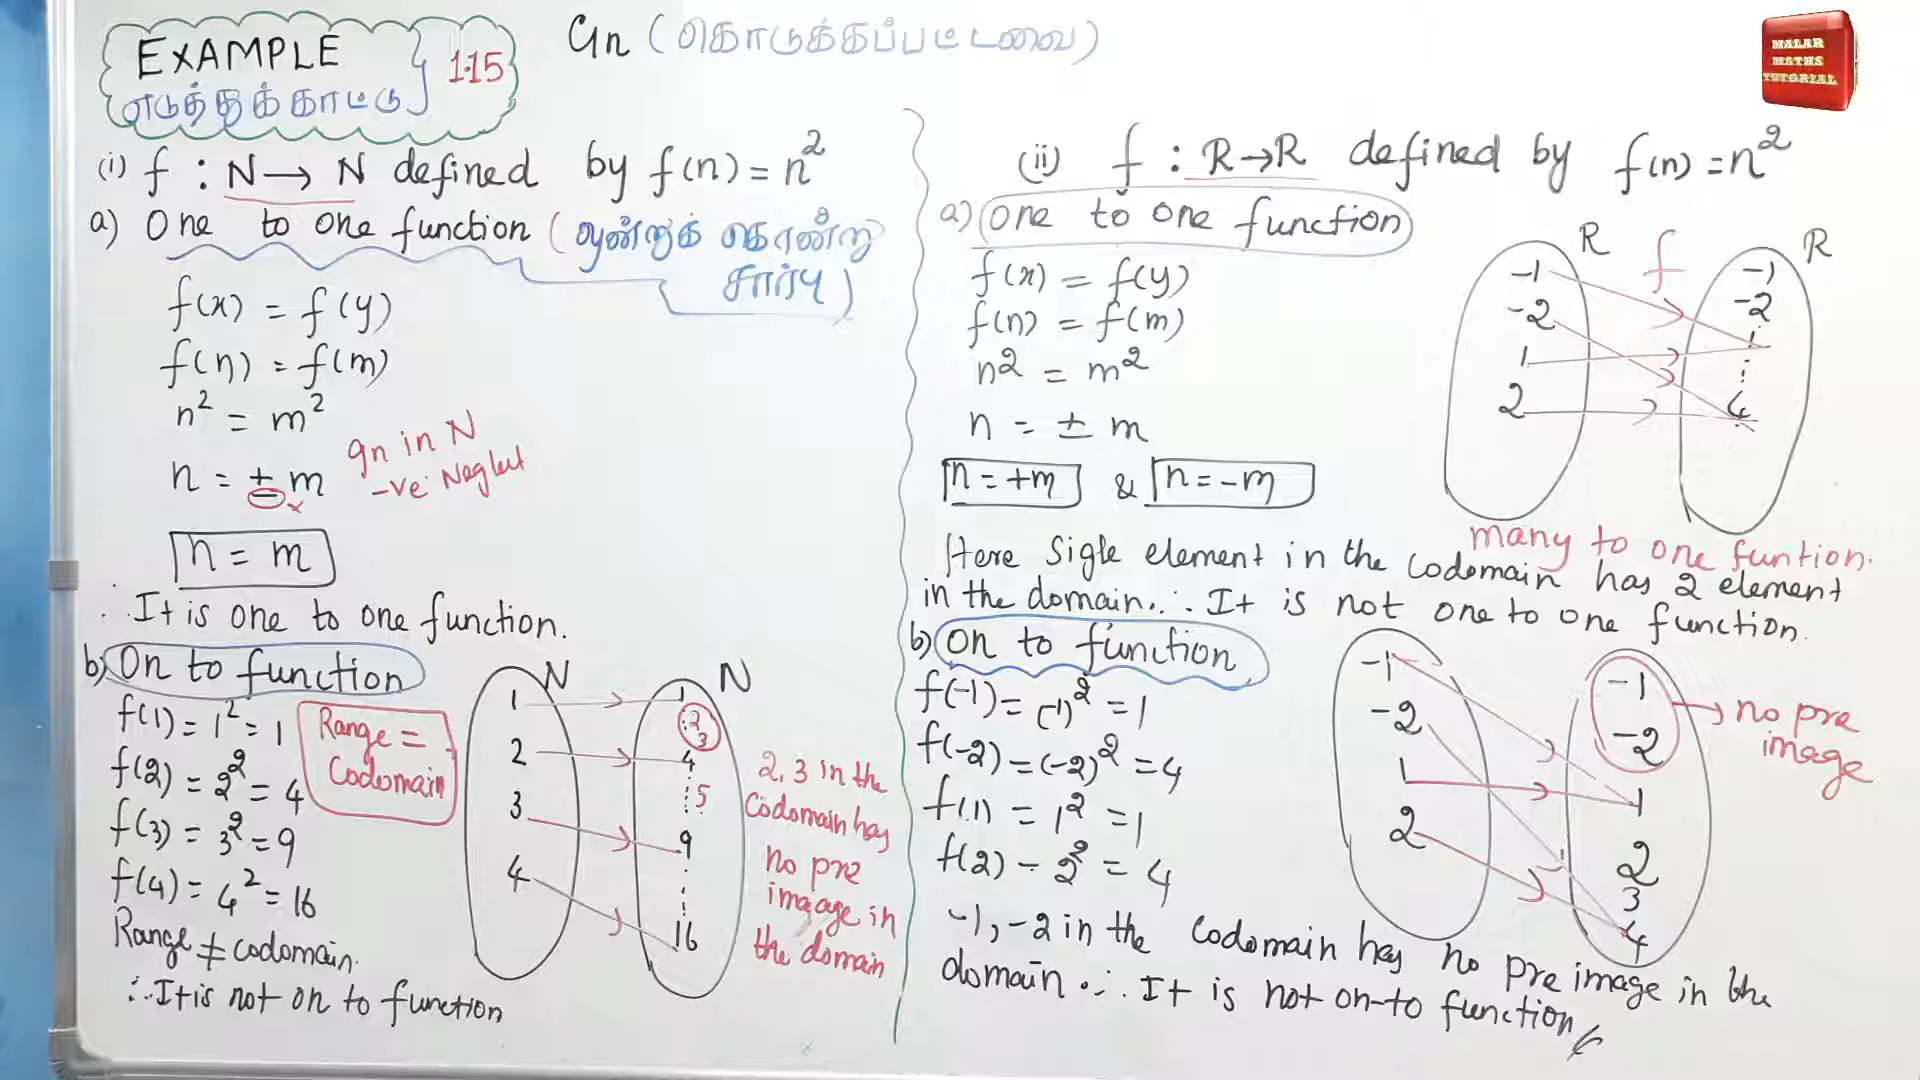 EXAMPLE 1.15
எடுத்துக்காட்டு
Gn (கொடுக்கப்பட்டவை)
MALAR
MATHS
TUTORIAL
(i) f : N → N defined by f(n) = n²
a) One to one function (ஒன்றுக் கொன்று
சார்பு)
f(x) = f(y)
f(n) = f(m)
n² = m²
n = ± m
gn in N
-ve Neglect
n = m
∴ It is one to one function.
b) On to function
f(1) = 1² = 1
f(2) = 2² = 4
f(3) = 3² = 9
f(4) = 4² = 16
Range ≠ codomain.
∴ It is not on to function
Range =
Codomain
N N
1 1
2
3
2 4
5
3 9
4 16
2, 3 in the
Codomain has
no pre
imaage in
the domain
(ii) f : R → R defined by f(n) = n²
a) One to one function
f(x) = f(y)
f(n) = f(m)
n² = m²
n = ± m
n = +m & n = -m
R f R
-1 -1
-2 -2
1 1
2 4
many to one funtion.
Here Sigle element in the Codomain has 2 element
in the domain. ∴ It is not one to one function.
b) On to function
f(-1) = (-1)² = 1
f(-2) = (-2)² = 4
f(1) = 1² = 1
f(2) = 2² = 4
-1 -1
-2 -2
1 1
2 2
3
4
no pre
image
-1, -2 in the Codomain has no pre image in the
domain ∴ It is not on-to function